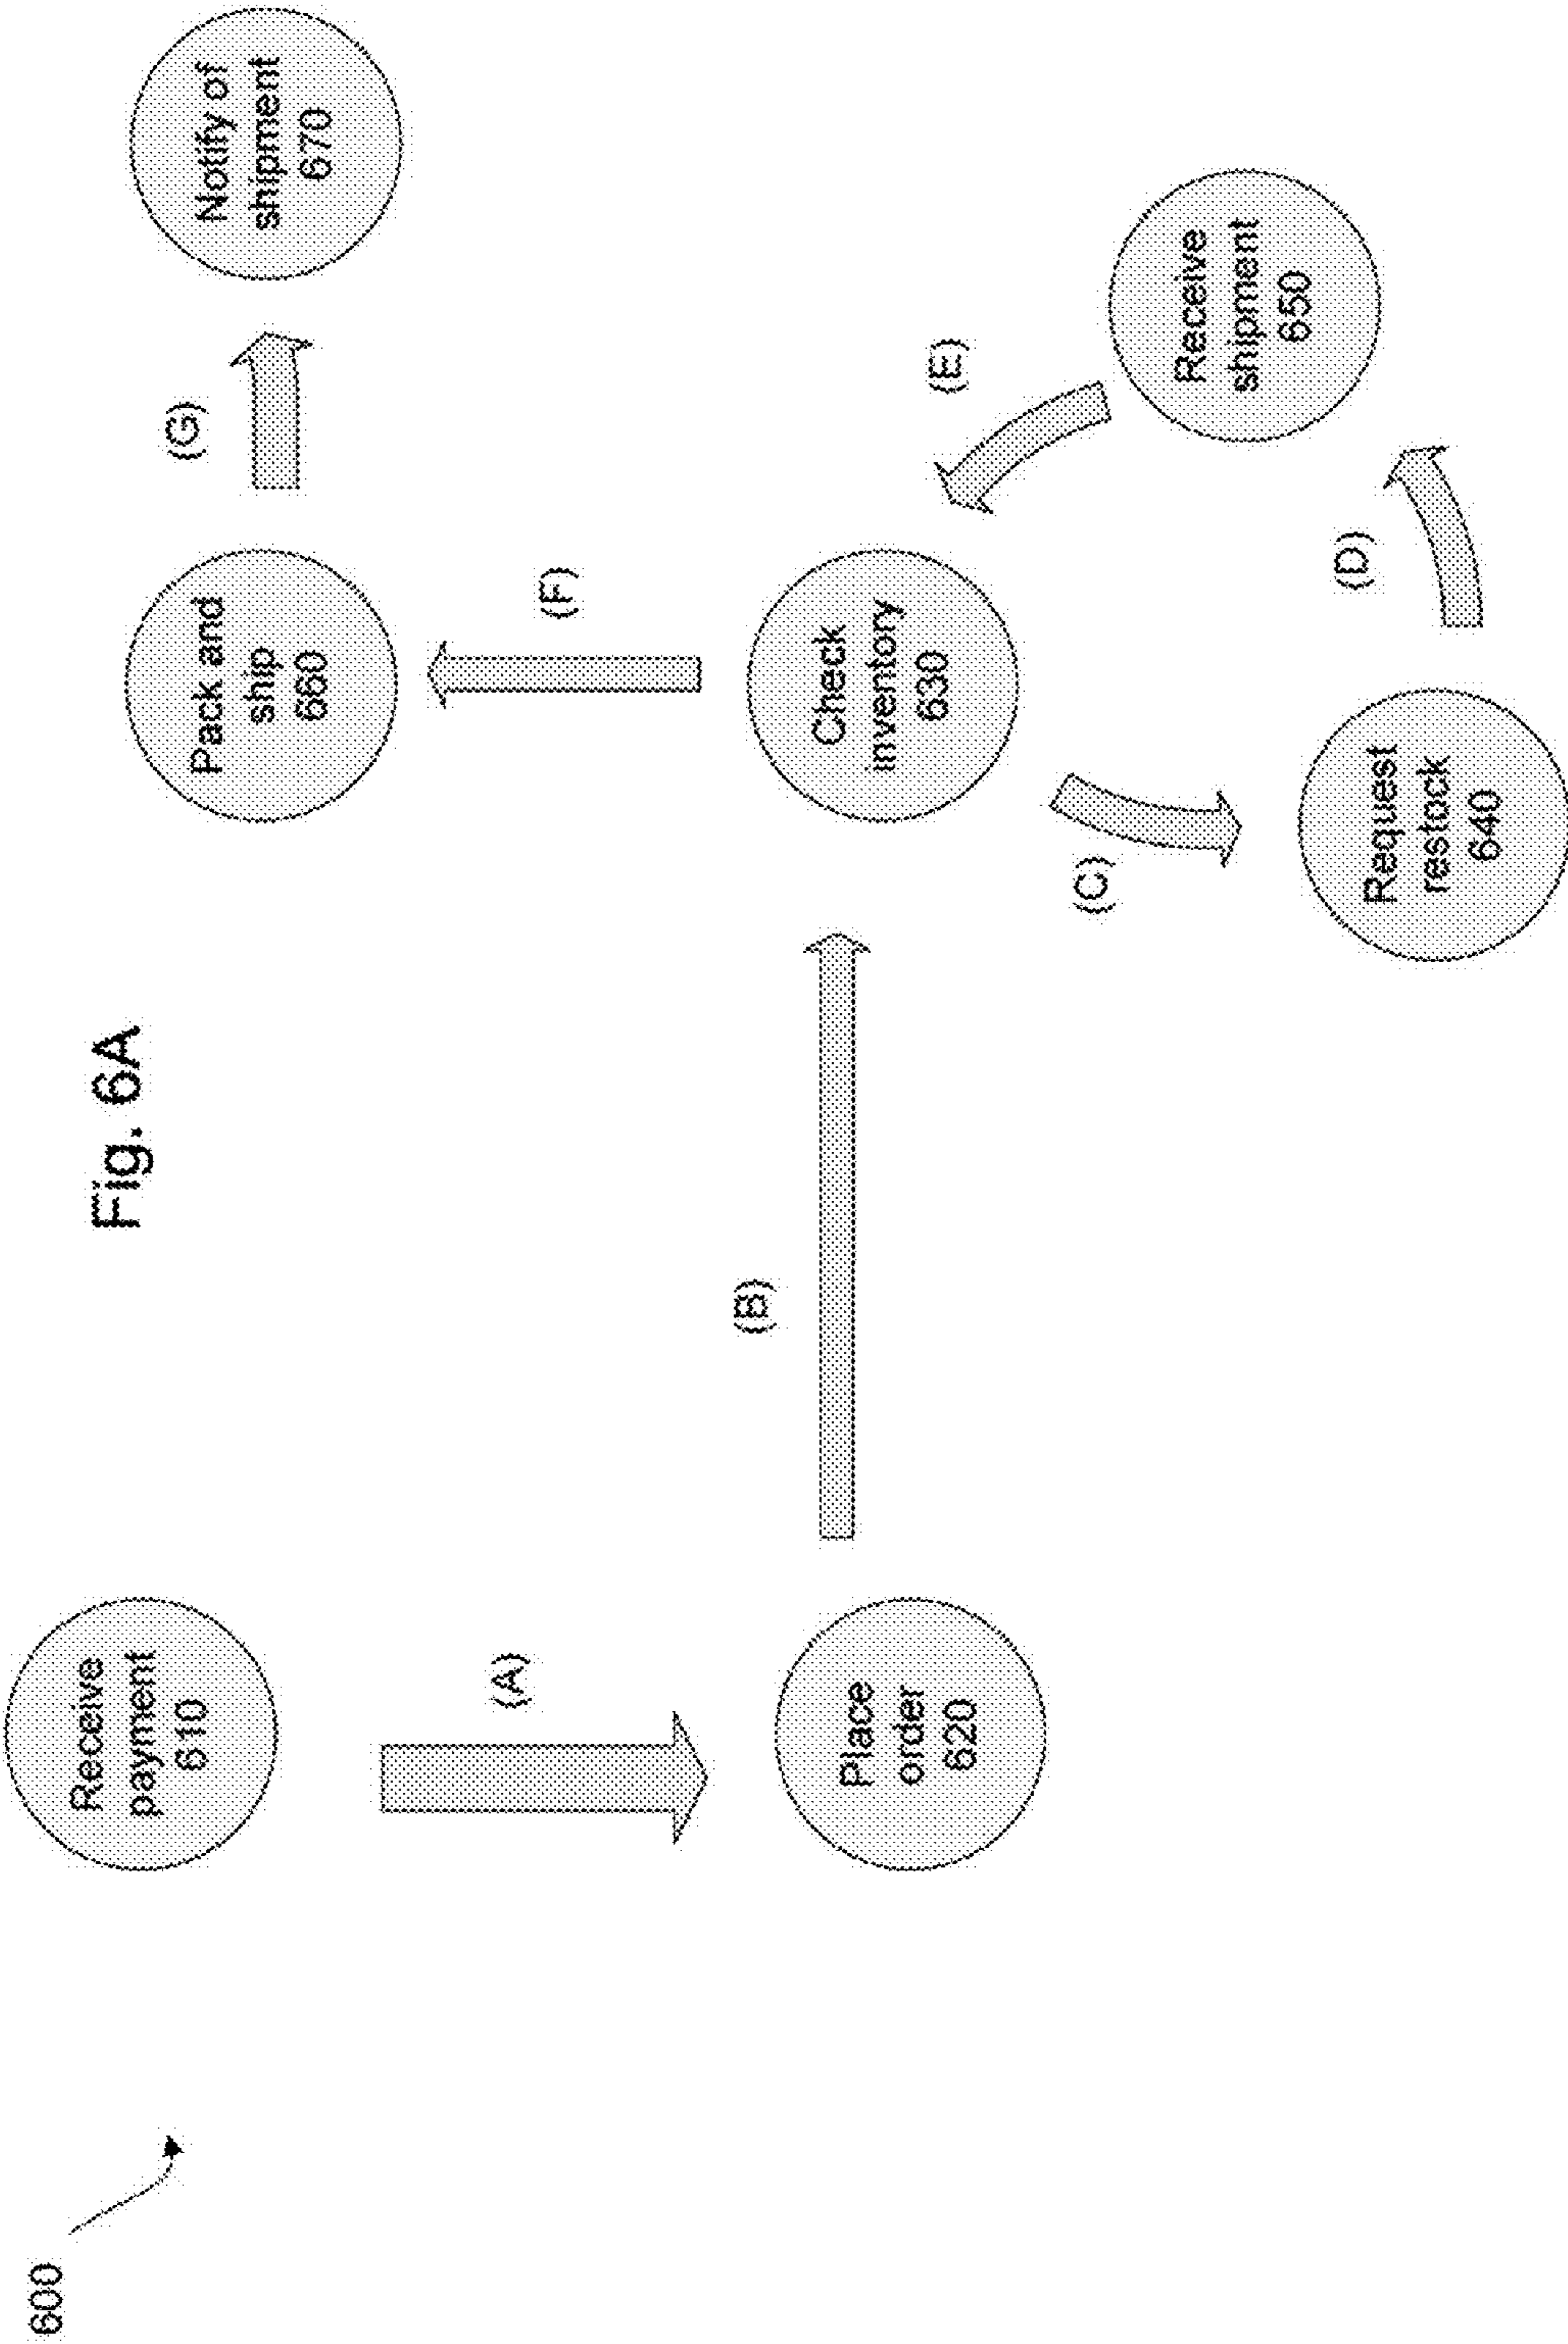 600
Fig. 6A
Receive
payment
610
(A)
Place
order
620
(B)
Check
inventory
630
(C)
Request
restock
640
(D)
Receive
shipment
650
(E)
(F)
Pack and
ship
660
(G)
Notify of
shipment
670